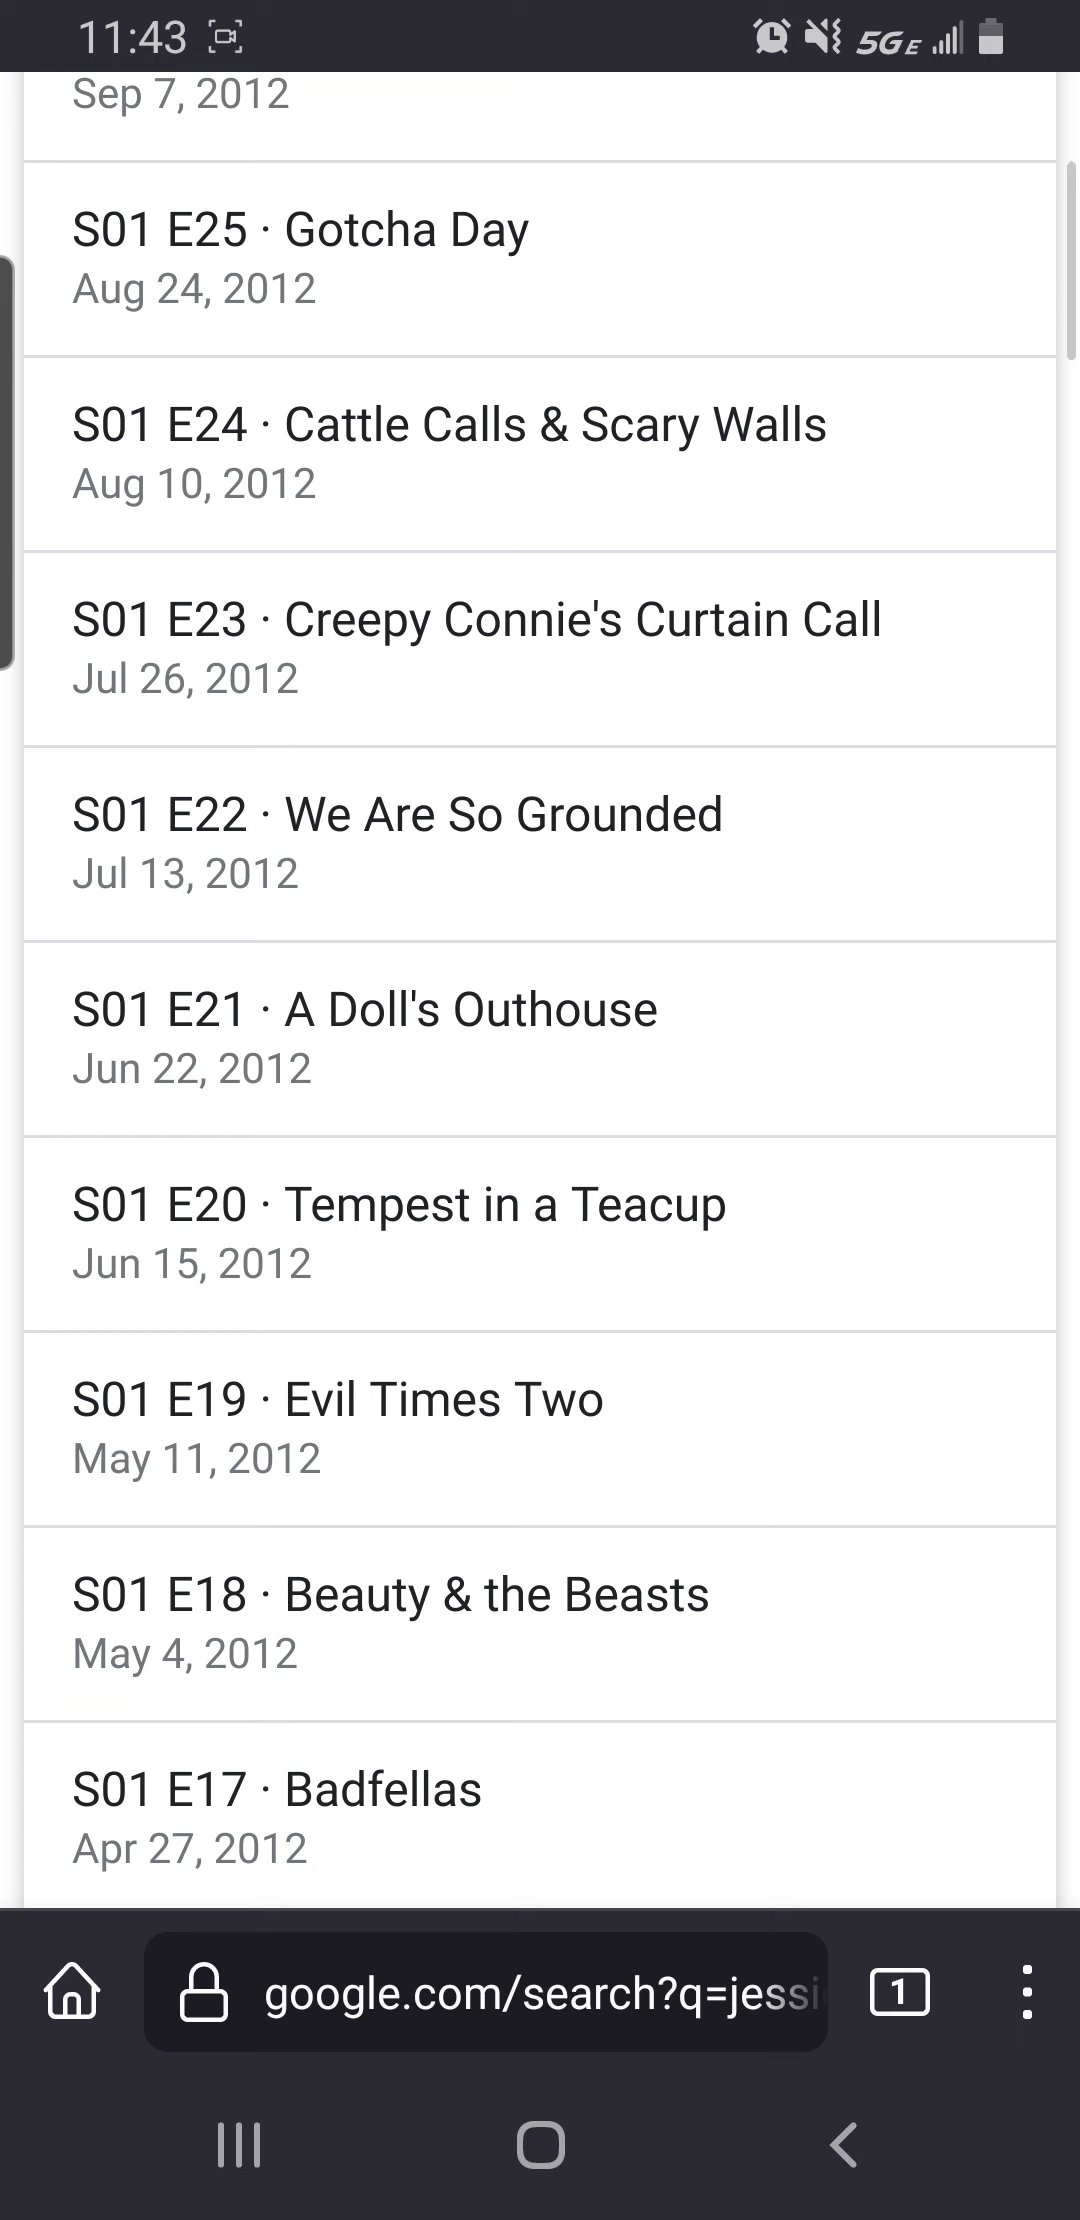 11:43 5GE
Sep 7, 2012
S01 E25 · Gotcha Day
Aug 24, 2012
S01 E24 · Cattle Calls & Scary Walls
Aug 10, 2012
S01 E23 · Creepy Connie's Curtain Call
Jul 26, 2012
S01 E22 · We Are So Grounded
Jul 13, 2012
S01 E21 · A Doll's Outhouse
Jun 22, 2012
S01 E20 · Tempest in a Teacup
Jun 15, 2012
S01 E19 · Evil Times Two
May 11, 2012
S01 E18 · Beauty & the Beasts
May 4, 2012
S01 E17 · Badfellas
Apr 27, 2012
google.com/search?q=jessi 1